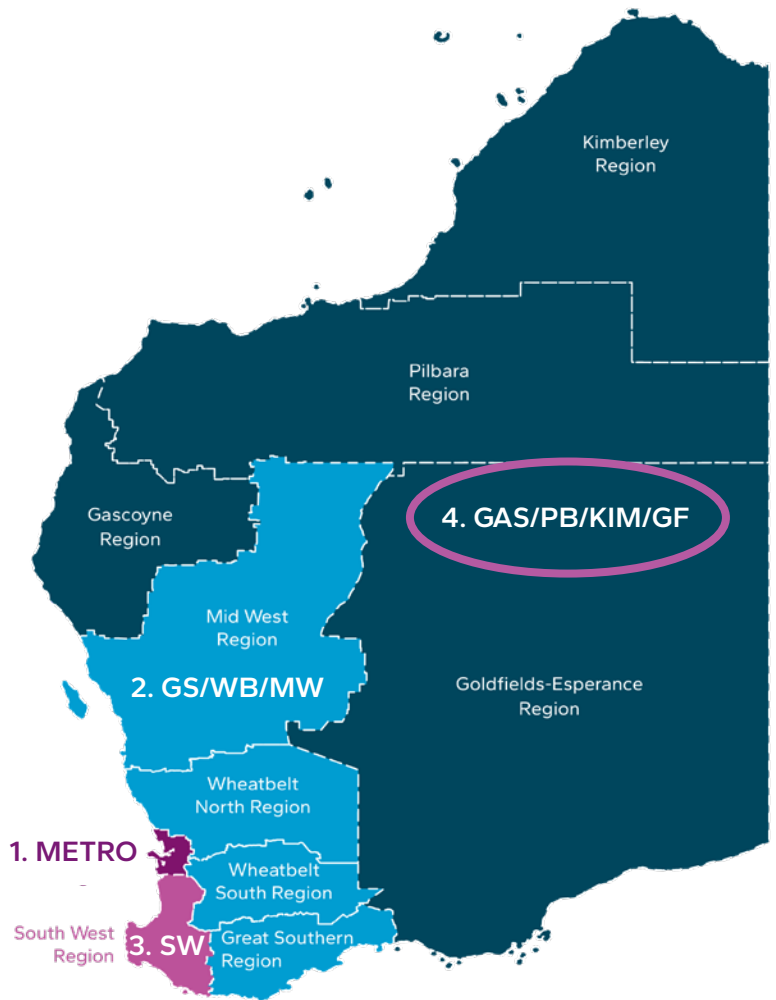 Kimberley
Region
Pilbara
Region
4. GAS/PB/KIM/GF
Gascoyne
Region
Mid West
Region
2. GS/WB/MW
Goldfields-Esperance
Region
Wheatbelt
North Region
1. METRO
Wheatbelt
South Region
South West
Region
3. SW
Great Southern
Region